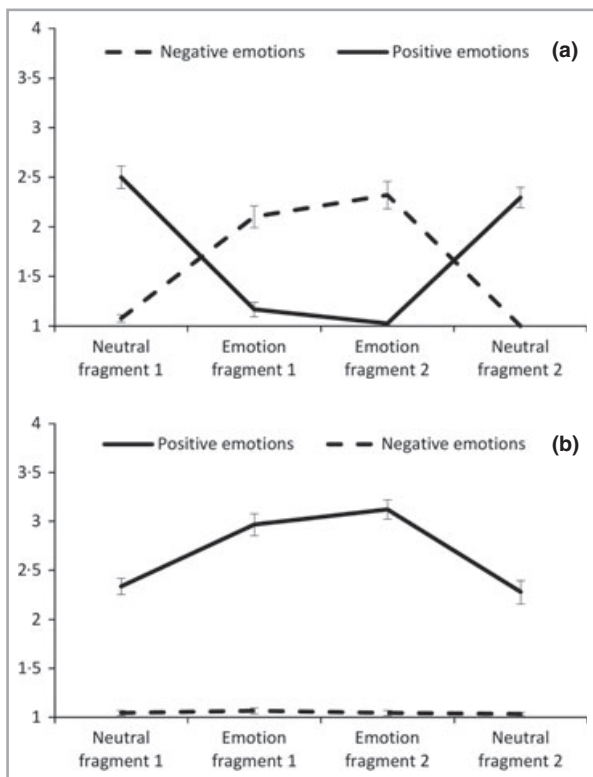 4
Negative emotions Positive emotions (a)
3·5
3
2·5
2
1·5
1
Neutral Emotion Emotion Neutral
fragment 1 fragment 1 fragment 2 fragment 2
4
Positive emotions Negative emotions (b)
3·5
3
2·5
2
1·5
1
Neutral Emotion Emotion Neutral
fragment 1 fragment 1 fragment 2 fragment 2